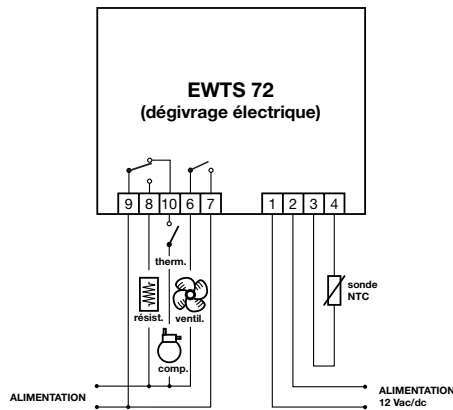 EWTS 72
(dégivrage électrique)
9 8 10 6 7 1 2 3 4
therm.
résist. ventil.
comp.
sonde
NTC
ALIMENTATION
ALIMENTATION
12 Vac/dc